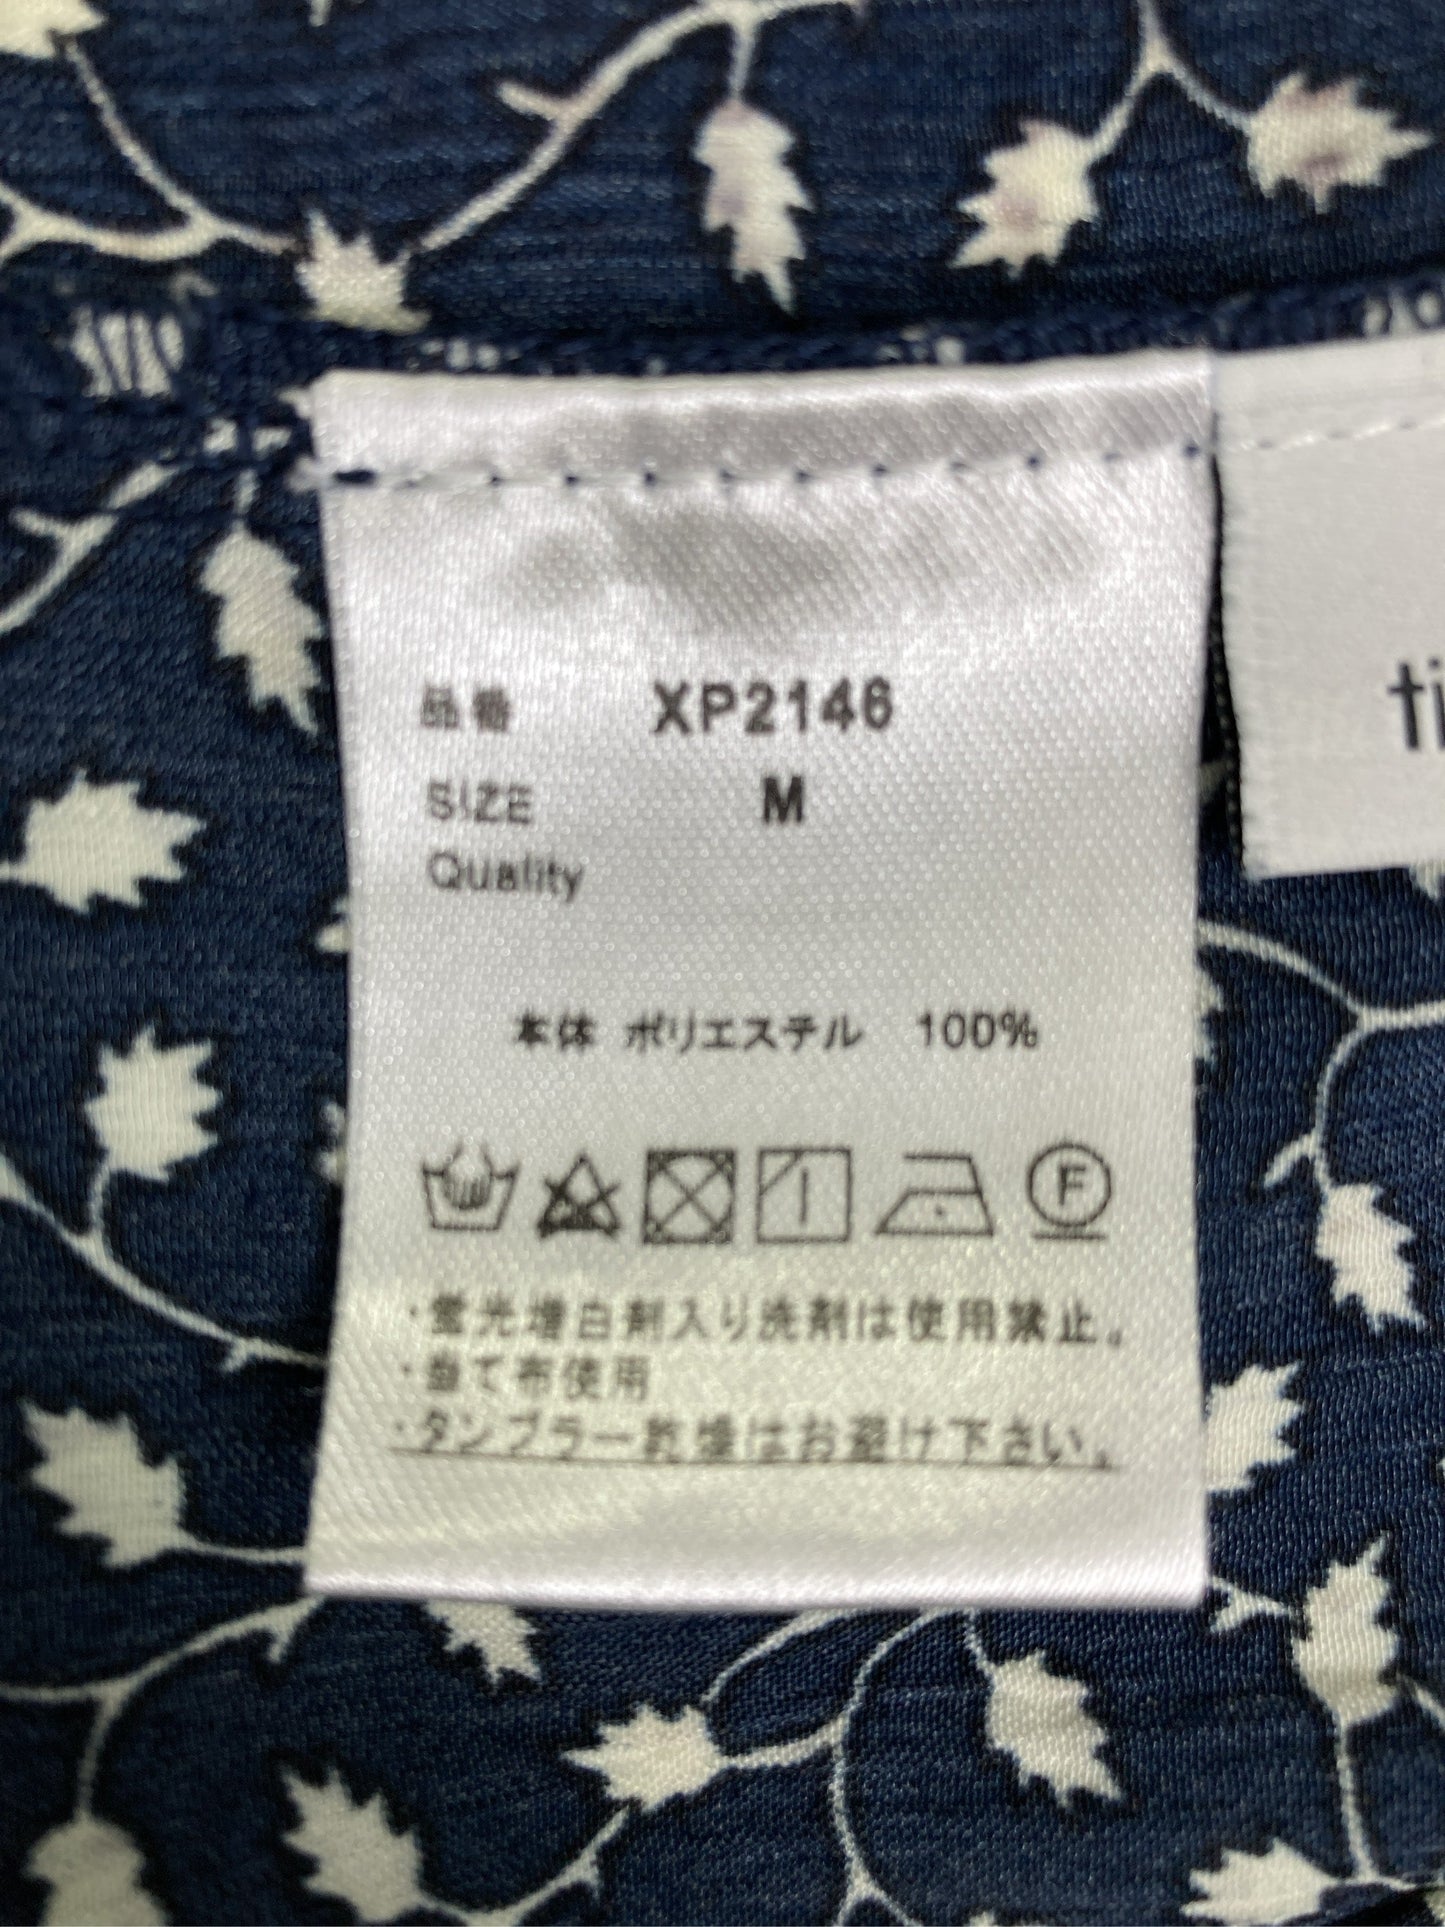 品番 XP2146
SIZE M
Quality
本体 ポリエステル 100%
F
・蛍光増白剤入り洗剤は使用禁止。
・当て布使用
・タンブラー乾燥はお避け下さい。
ti